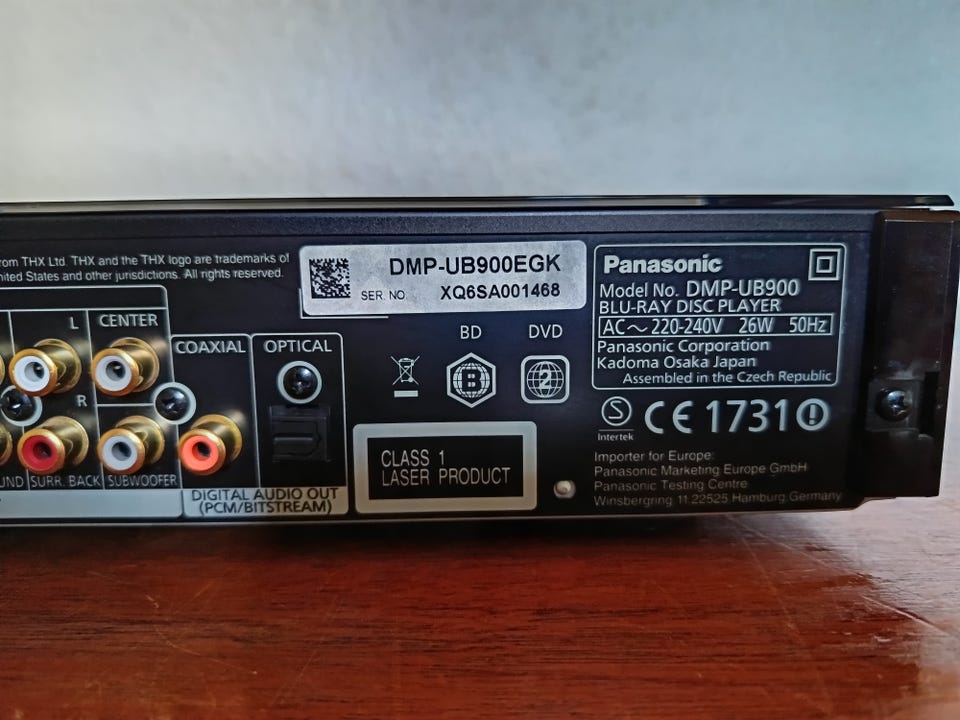 rom THX Ltd. THX and the THX logo are trademarks of
nited States and other jurisdictions. All rights reserved.
DMP-UB900EGK
SER. NO. XQ6SA001468
Panasonic
Model No. DMP-UB900
BLU-RAY DISC PLAYER
AC~ 220-240V 26W 50Hz
Panasonic Corporation
Kadoma Osaka Japan
Assembled in the Czech Republic
L
CENTER
COAXIAL
OPTICAL
R
UND
SURR. BACK
SUBWOOFER
DIGITAL AUDIO OUT
(PCM/BITSTREAM)
BD
DVD
B
2
CLASS 1
LASER PRODUCT
S
Intertek
CE 1731
Importer for Europe:
Panasonic Marketing Europe GmbH
Panasonic Testing Centre
Winsbergring 11 22525 Hamburg,Germany